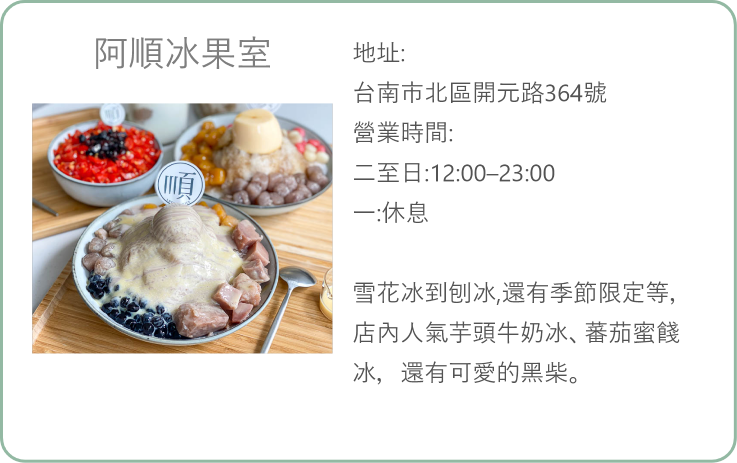 阿順冰果室
地址:
台南市北區開元路364號
營業時間:
二至日:12:00–23:00
一:休息
雪花冰到刨冰,還有季節限定等，
店內人氣芋頭牛奶冰、蕃茄蜜餞
冰，還有可愛的黑柴。
順
順